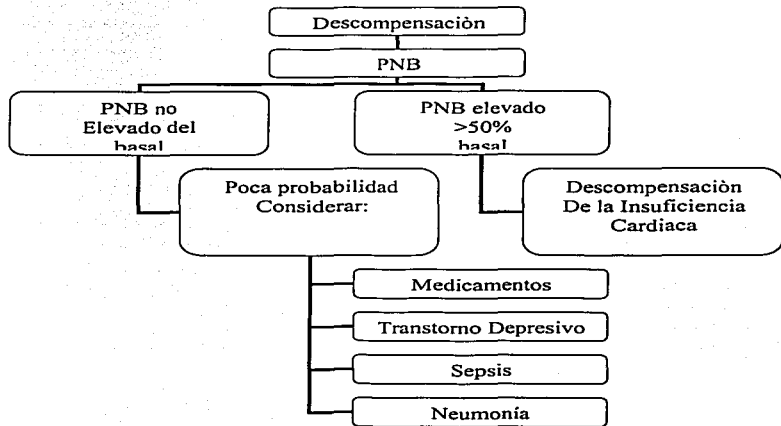 Descompensaciòn
PNB
PNB no
Elevado del
basal
PNB elevado
>50%
basal
Poca probabilidad
Considerar:
Descompensaciòn
De la Insuficiencia
Cardiaca
Medicamentos
Transtorno Depresivo
Sepsis
Neumonía